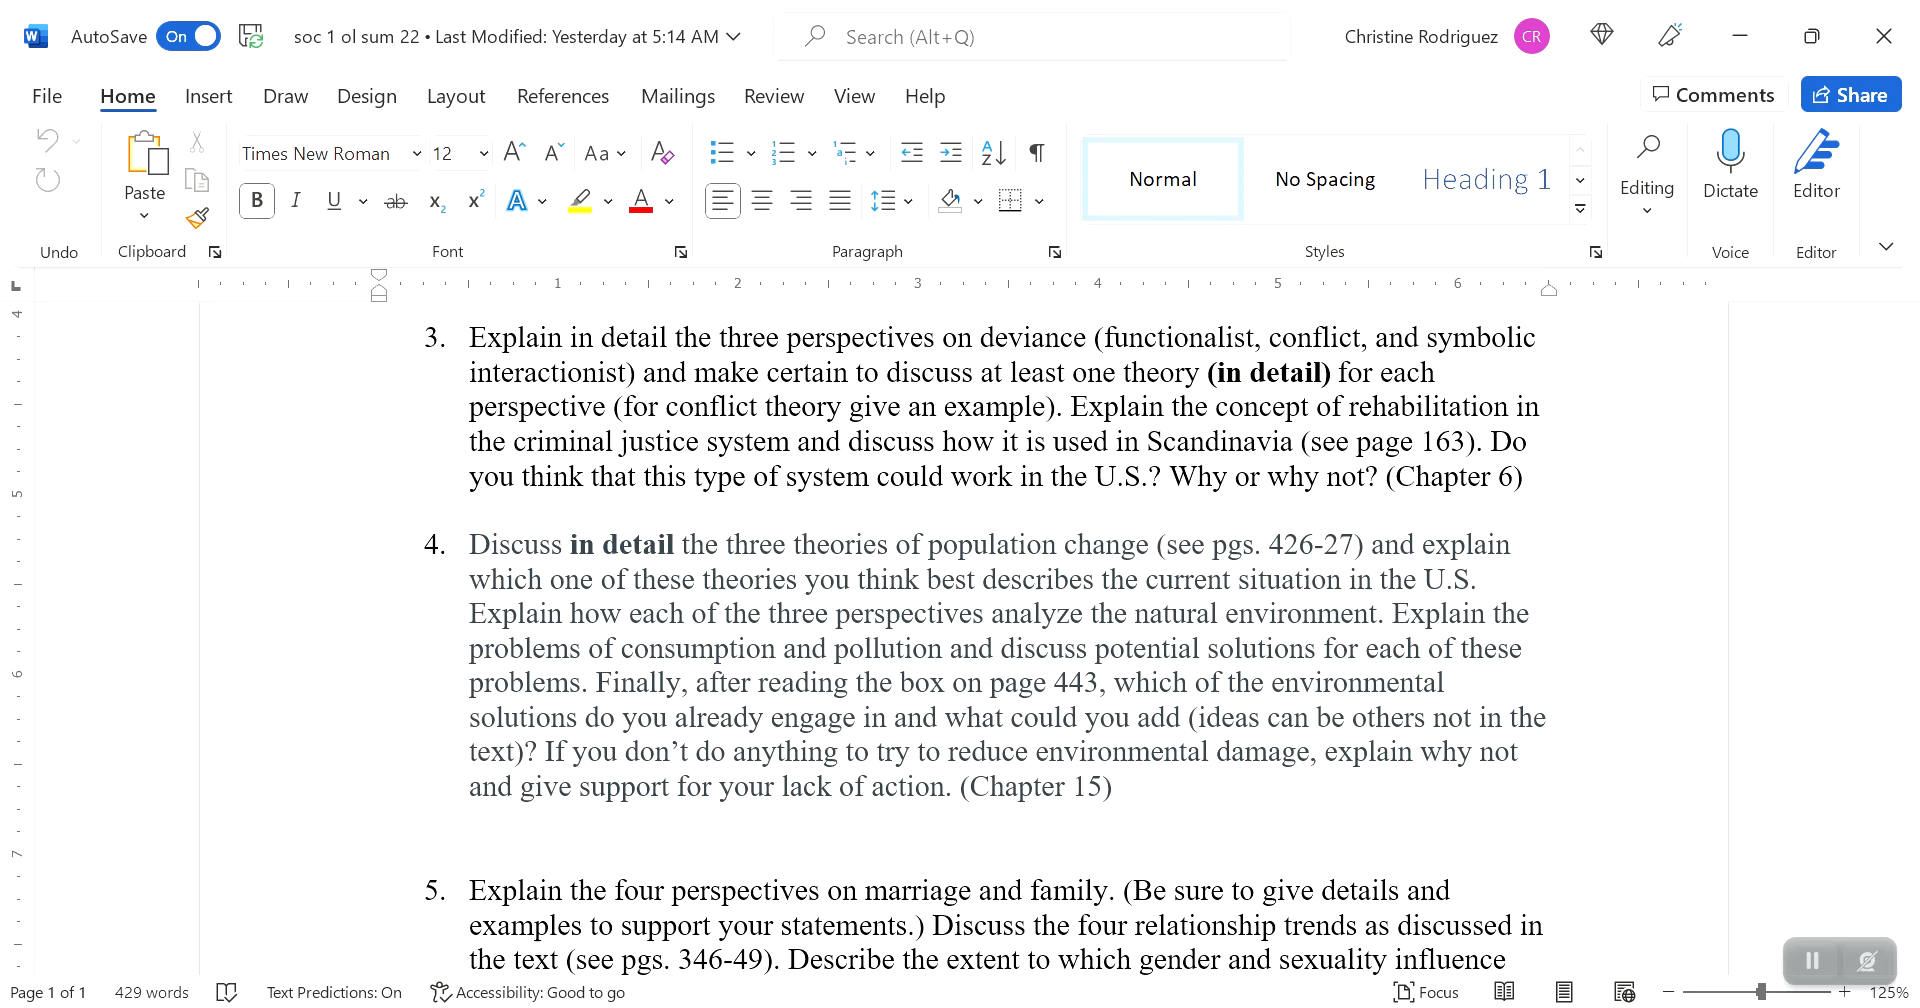 AutoSave On soc 1 ol sum 22 • Last Modified: Yesterday at 5:14 AM Search (Alt+Q) Christine Rodriguez CR
File Home Insert Draw Design Layout References Mailings Review View Help Comments Share
Times New Roman 12 Aa
Paste B I U ab x2 x2 A A Normal No Spacing Heading 1 Editing Dictate Editor
Undo Clipboard Font Paragraph Styles Voice Editor
1 2 3 4 5 6
4
5
6
7
3. Explain in detail the three perspectives on deviance (functionalist, conflict, and symbolic
interactionist) and make certain to discuss at least one theory (in detail) for each
perspective (for conflict theory give an example). Explain the concept of rehabilitation in
the criminal justice system and discuss how it is used in Scandinavia (see page 163). Do
you think that this type of system could work in the U.S.? Why or why not? (Chapter 6)
4. Discuss in detail the three theories of population change (see pgs. 426-27) and explain
which one of these theories you think best describes the current situation in the U.S.
Explain how each of the three perspectives analyze the natural environment. Explain the
problems of consumption and pollution and discuss potential solutions for each of these
problems. Finally, after reading the box on page 443, which of the environmental
solutions do you already engage in and what could you add (ideas can be others not in the
text)? If you don’t do anything to try to reduce environmental damage, explain why not
and give support for your lack of action. (Chapter 15)
5. Explain the four perspectives on marriage and family. (Be sure to give details and
examples to support your statements.) Discuss the four relationship trends as discussed in
the text (see pgs. 346-49). Describe the extent to which gender and sexuality influence
Page 1 of 1 429 words Text Predictions: On Accessibility: Good to go Focus 125%